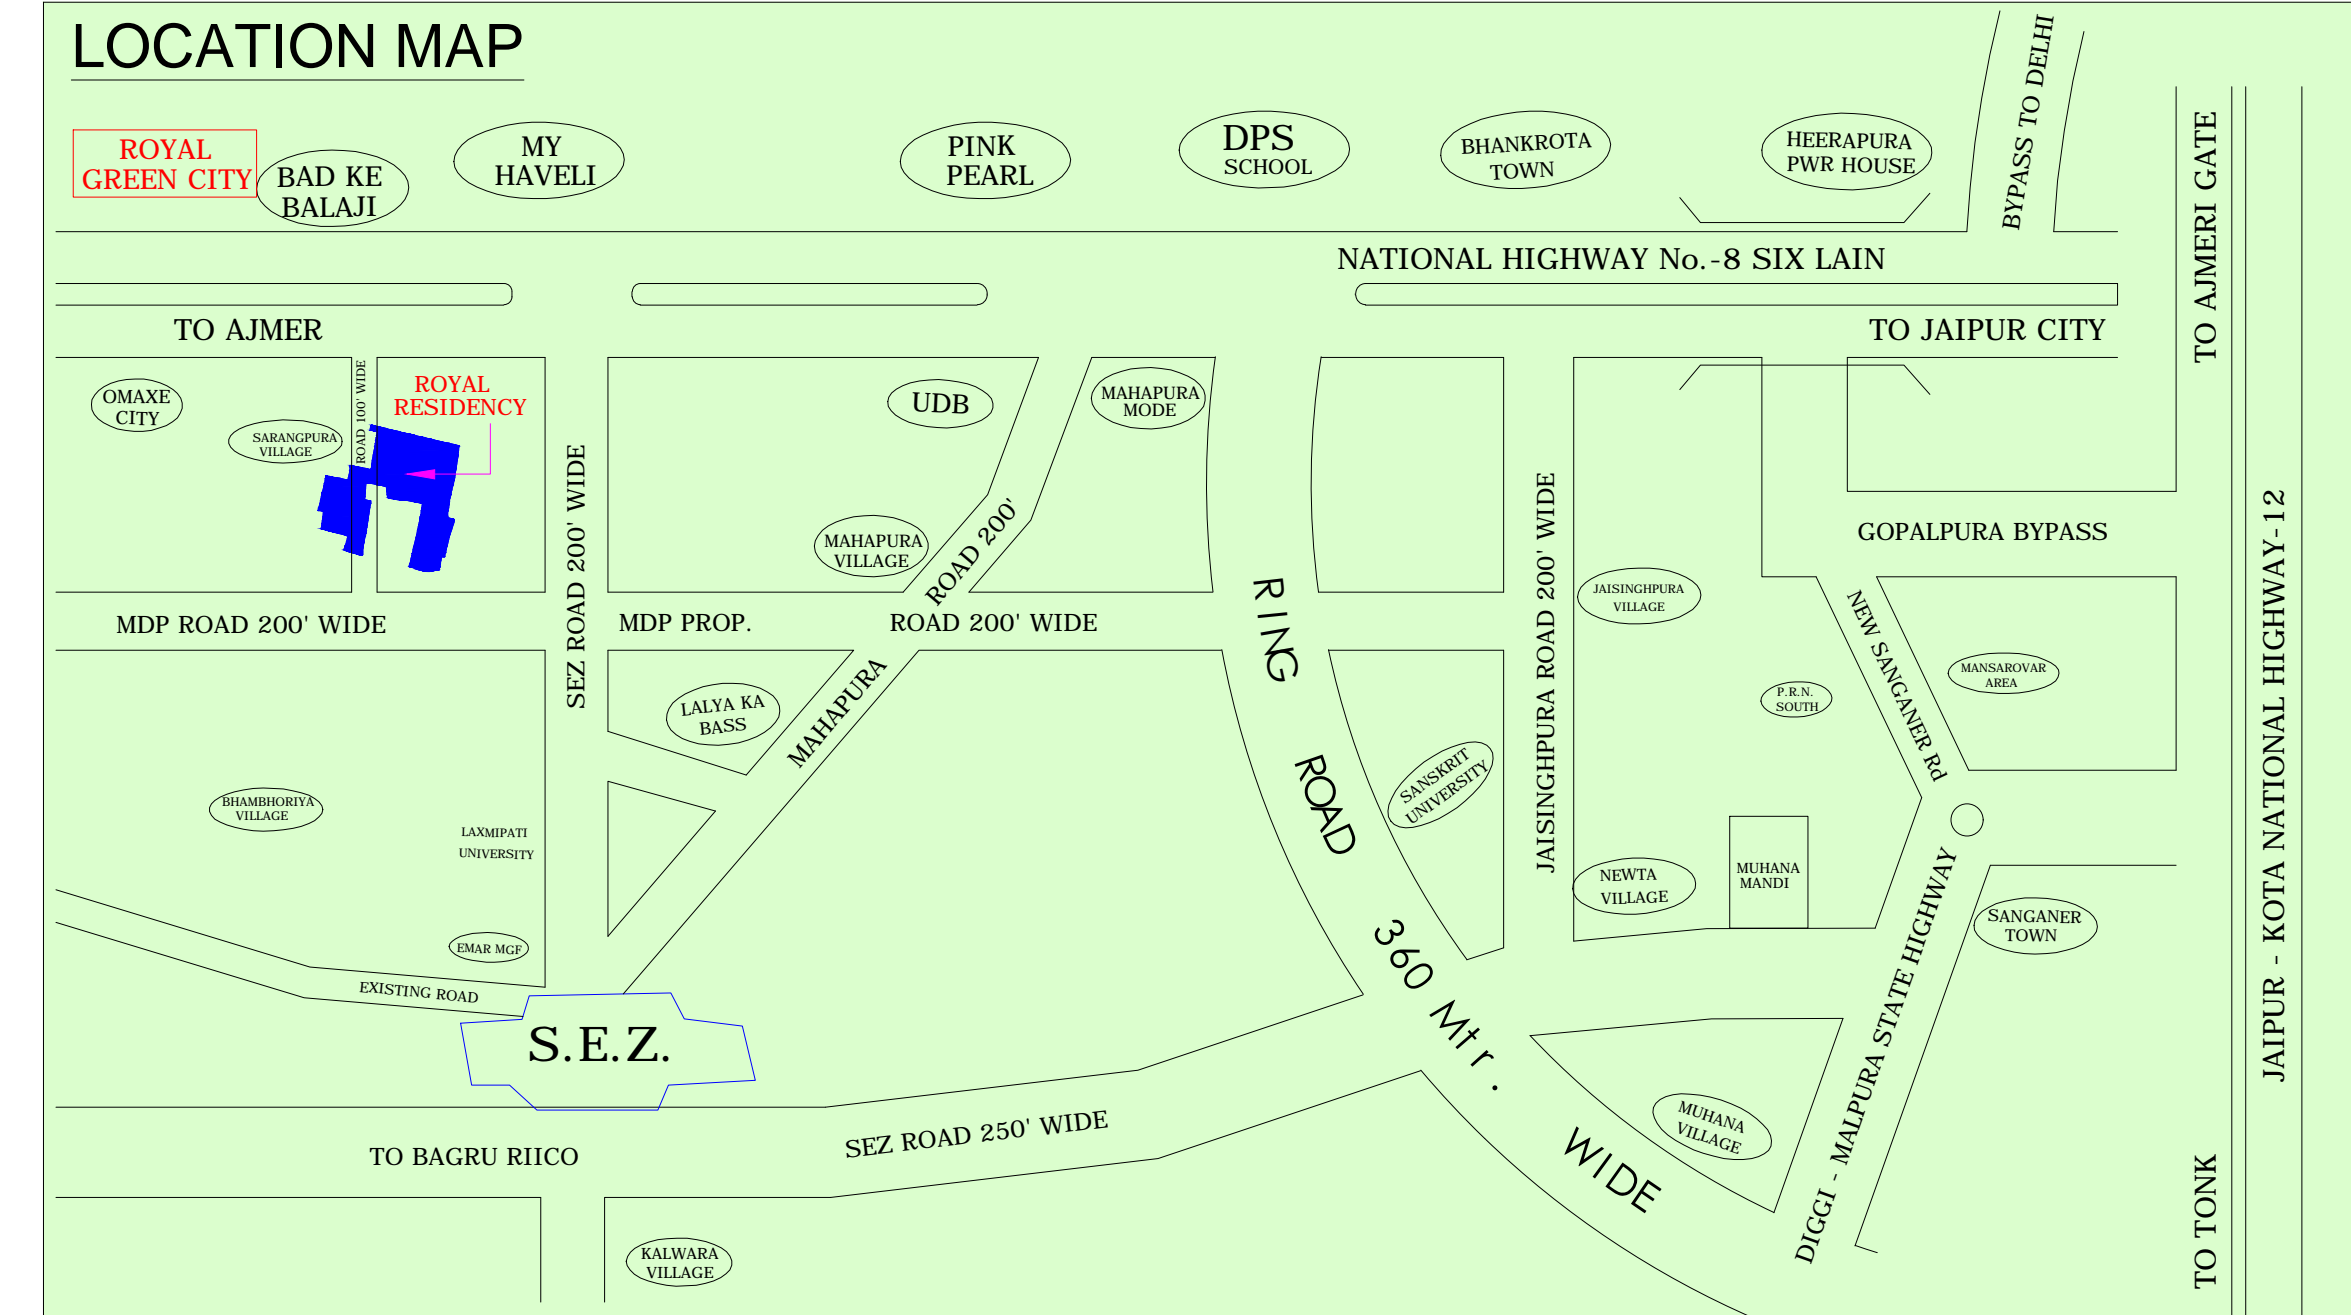 LOCATION MAP
ROYAL
GREEN CITY
BAD KE
BALAJI
MY
HAVELI
PINK
PEARL
DPS
SCHOOL
BHANKROTA
TOWN
HEERAPURA
PWR HOUSE
BYPASS TO DELHI
TO AJMERI GATE
NATIONAL HIGHWAY No.-8 SIX LAIN
TO AJMER
TO JAIPUR CITY
OMAXE
CITY
SARANGPURA
VILLAGE
ROAD 100' WIDE
ROYAL
RESIDENCY
SEZ ROAD 200' WIDE
UDB
MAHAPURA
MODE
MAHAPURA
VILLAGE
ROAD 200'
MAHAPURA
JAISINGHPURA ROAD 200' WIDE
GOPALPURA BYPASS
JAISINGHPURA
VILLAGE
NEW SANGANER Rd
MANSAROVAR
AREA
P.R.N.
SOUTH
JAIPUR - KOTA NATIONAL HIGHWAY-12
MDP ROAD 200' WIDE
MDP PROP.
ROAD 200' WIDE
RING
ROAD
360 Mtr.
WIDE
LALYA KA
BASS
SANSKRIT
UNIVERSITY
BHAMBHORIYA
VILLAGE
LAXMIPATI
UNIVERSITY
EMAR MGF
EXISTING ROAD
NEWTA
VILLAGE
MUHANA
MANDI
SANGANER
TOWN
DIGGI - MALPURA STATE HIGHWAY
S.E.Z.
MUHANA
VILLAGE
SEZ ROAD 250' WIDE
TO BAGRU RIICO
TO TONK
KALWARA
VILLAGE